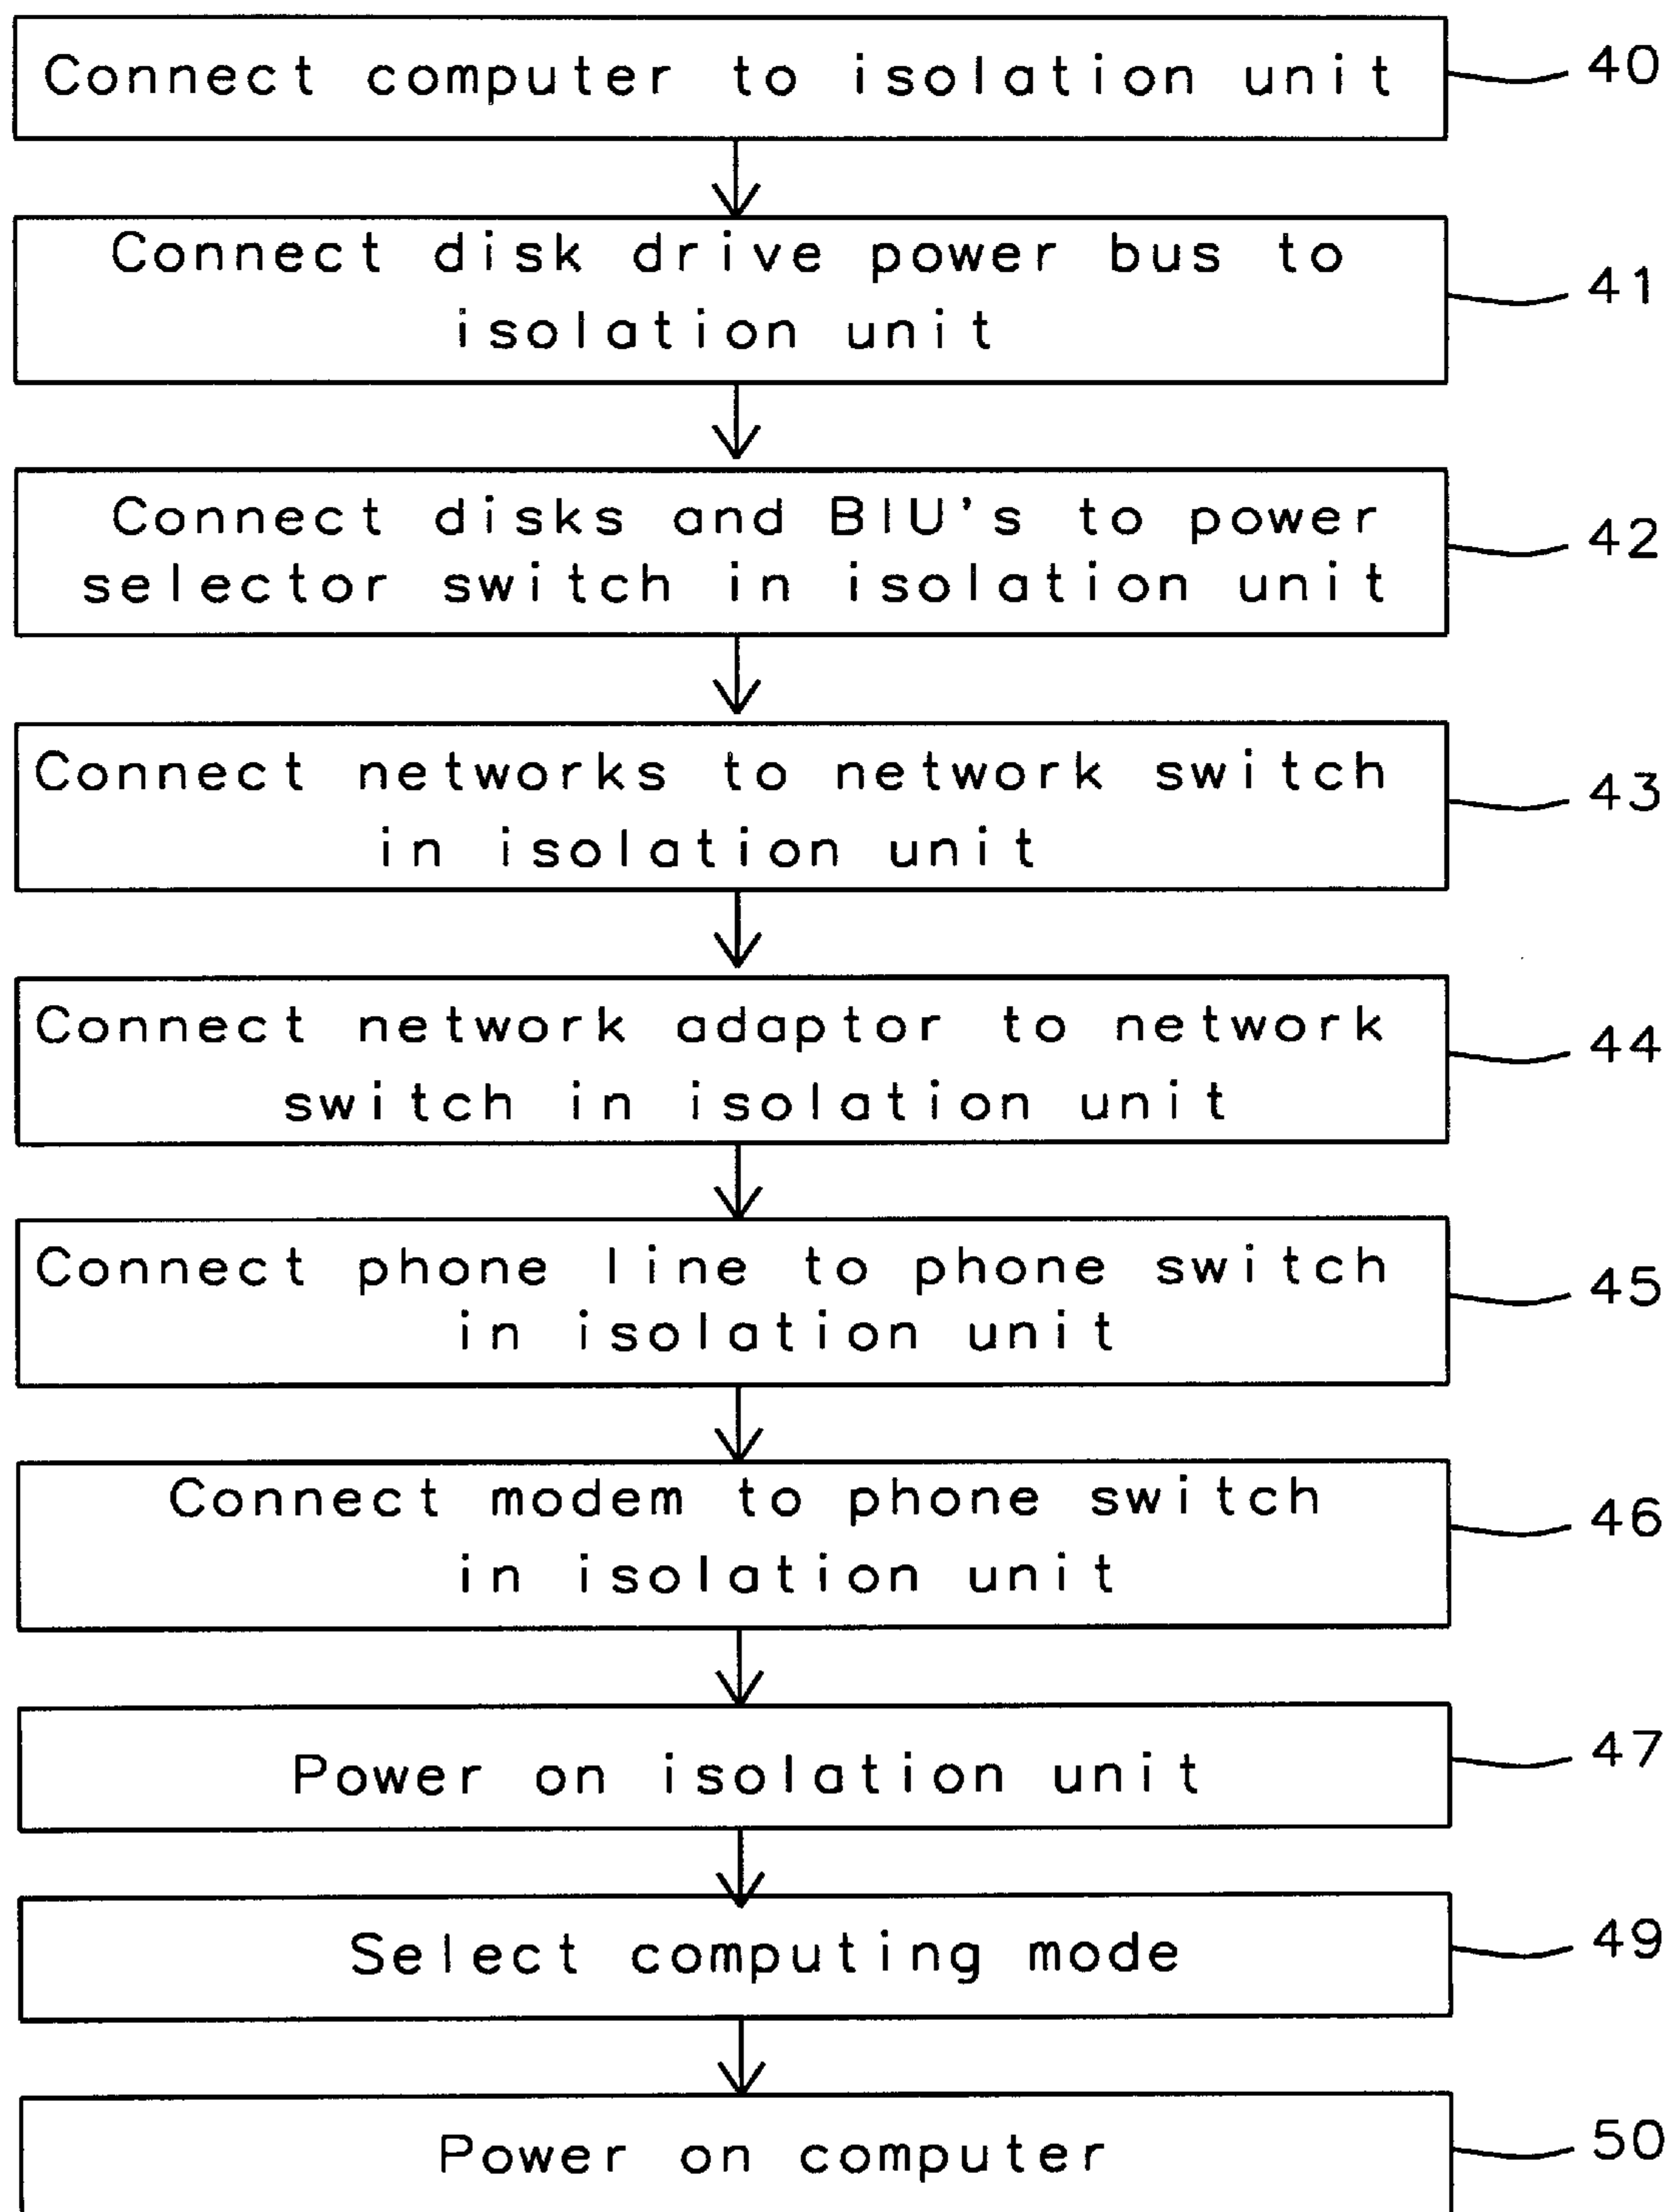 Connect computer to isolation unit
40
Connect disk drive power bus to
isolation unit
41
Connect disks and BIU's to power
selector switch in isolation unit
42
Connect networks to network switch
in isolation unit
43
Connect network adaptor to network
switch in isolation unit
44
Connect phone line to phone switch
in isolation unit
45
Connect modem to phone switch
in isolation unit
46
Power on isolation unit
47
Select computing mode
49
Power on computer
50